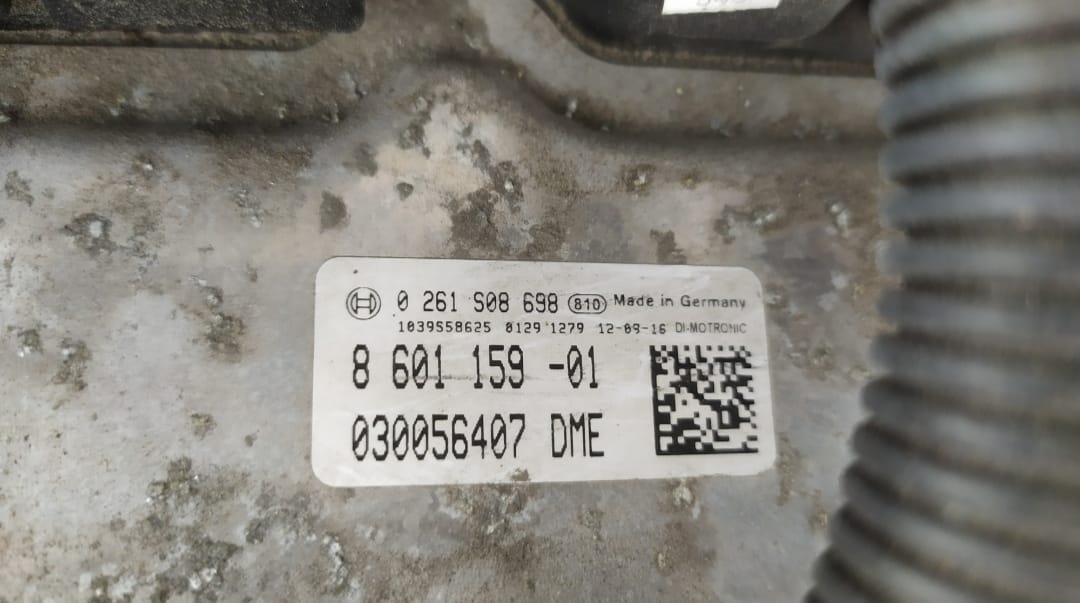 0 261 S08 698 810 Made in Germany
1039S58625 0129 1279 12-09-16 DI-MOTRONIC
8 601 159 -01
030056407 DME